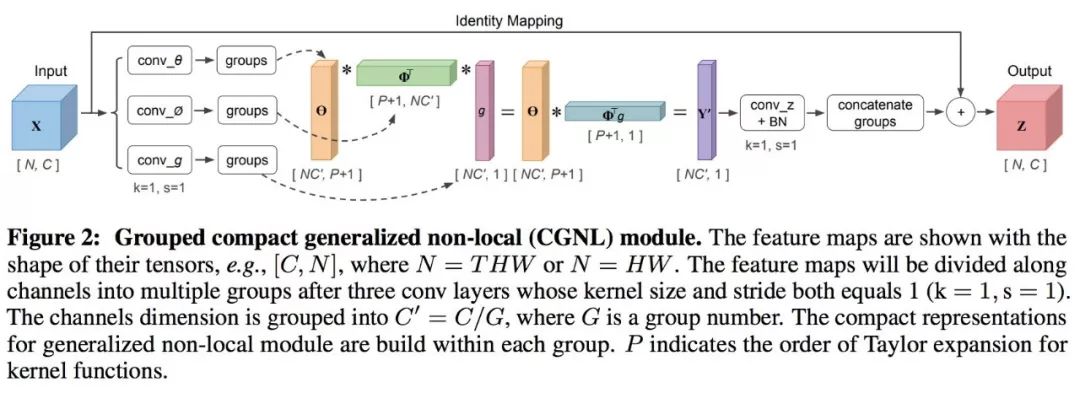 Identity Mapping
Input
X
[ N, C ]
conv_θ
groups
conv_ø
groups
conv_g
groups
k=1, s=1
Θ
[ NC', P+1 ]
*
Φᵀ
[ P+1, NC' ]
*
g
[ NC', 1 ]
=
Θ
[ NC', P+1 ]
*
Φᵀg
[ P+1, 1 ]
=
Y'
[ NC', 1 ]
conv_z
+ BN
k=1, s=1
concatenate
groups
+
Output
Z
[ N, C ]
Figure 2: Grouped compact generalized non-local (CGNL) module. The feature maps are shown with the
shape of their tensors, e.g., [C, N], where N = THW or N = HW. The feature maps will be divided along
channels into multiple groups after three conv layers whose kernel size and stride both equals 1 (k = 1, s = 1).
The channels dimension is grouped into C′ = C/G, where G is a group number. The compact representations
for generalized non-local module are build within each group. P indicates the order of Taylor expansion for
kernel functions.